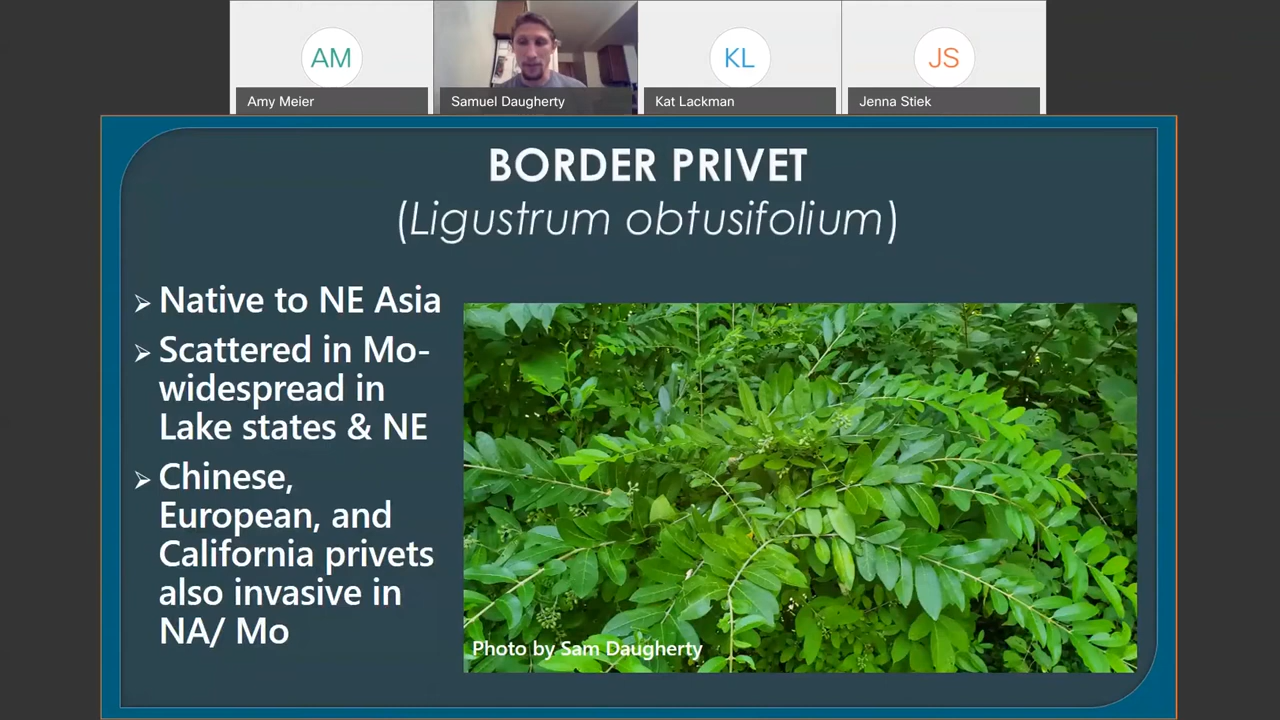 AM
KL
JS
Amy Meier
Samuel Daugherty
Kat Lackman
Jenna Stiek
BORDER PRIVET
(Ligustrum obtusifolium)
➢ Native to NE Asia
➢ Scattered in Mo-
widespread in
Lake states & NE
➢ Chinese,
European, and
California privets
also invasive in
NA/ Mo
Photo by Sam Daugherty